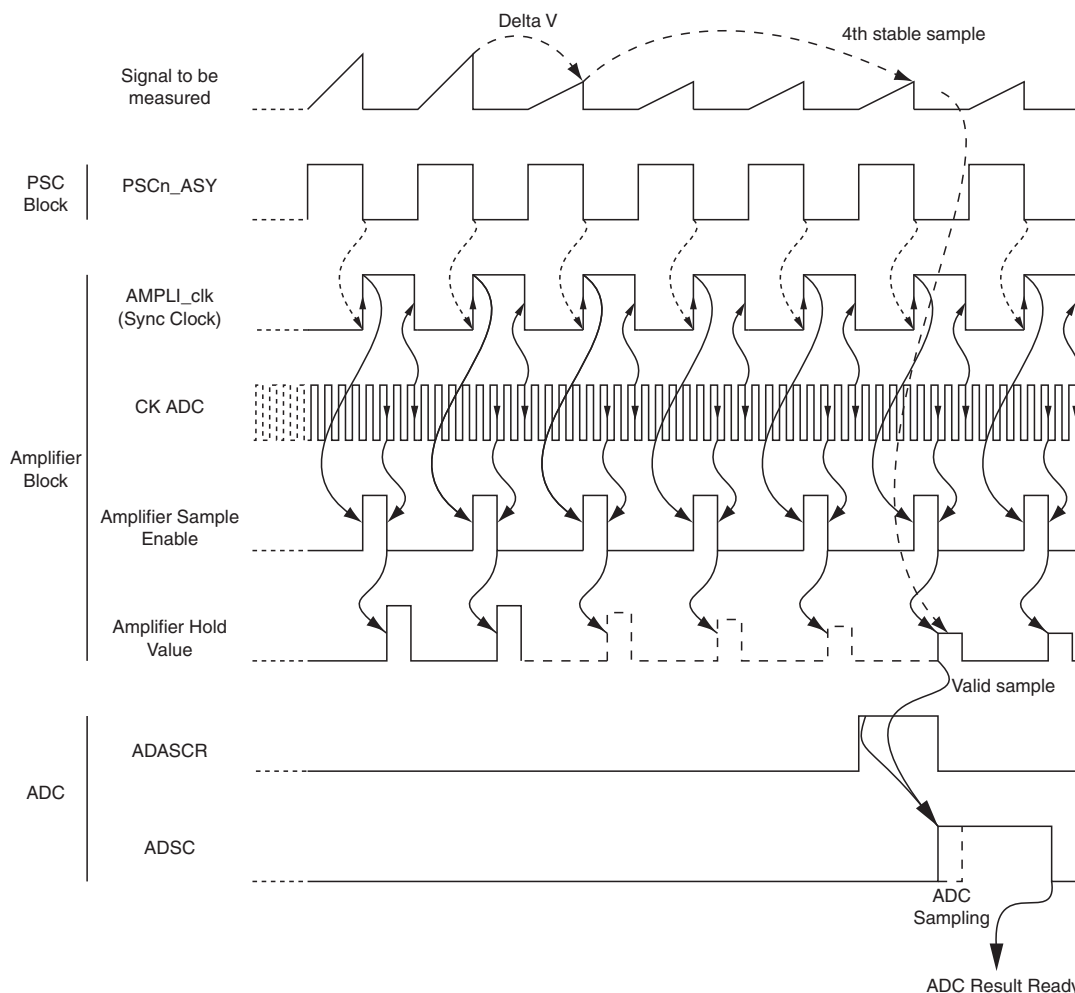 Delta V
4th stable sample
Signal to be
measured
PSC
Block
PSCn_ASY
AMPLI_clk
(Sync Clock)
CK ADC
Amplifier
Block
Amplifier Sample
Enable
Amplifier Hold
Value
Valid sample
ADASCR
ADC
ADSC
ADC
Sampling
ADC Result Ready